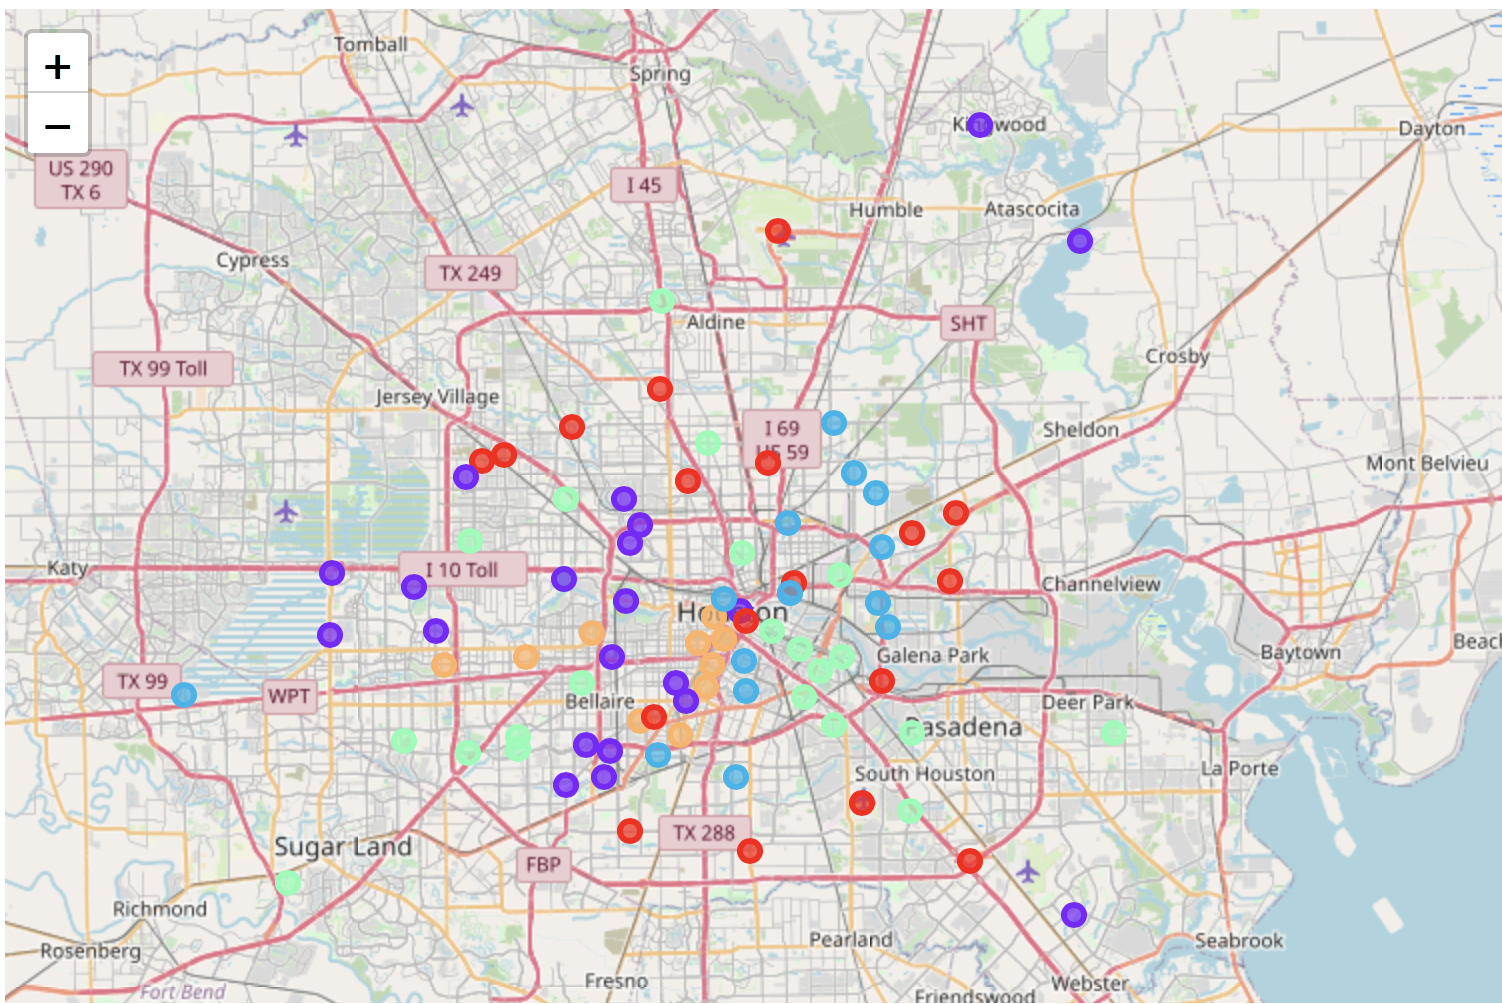 +
−
Tomball
Spring
Kingwood
Dayton
US 290
TX 6
I 45
Humble
Atascocita
Cypress
TX 249
Aldine
SHT
Crosby
TX 99 Toll
Jersey Village
I 69
US 59
Sheldon
Mont Belvieu
Katy
I 10 Toll
Channelview
Houston
Galena Park
Baytown
Beach
TX 99
WPT
Bellaire
Deer Park
Pasadena
South Houston
La Porte
Sugar Land
TX 288
FBP
Richmond
Rosenberg
Pearland
Seabrook
Fresno
Webster
Fort Bend
Friendswood